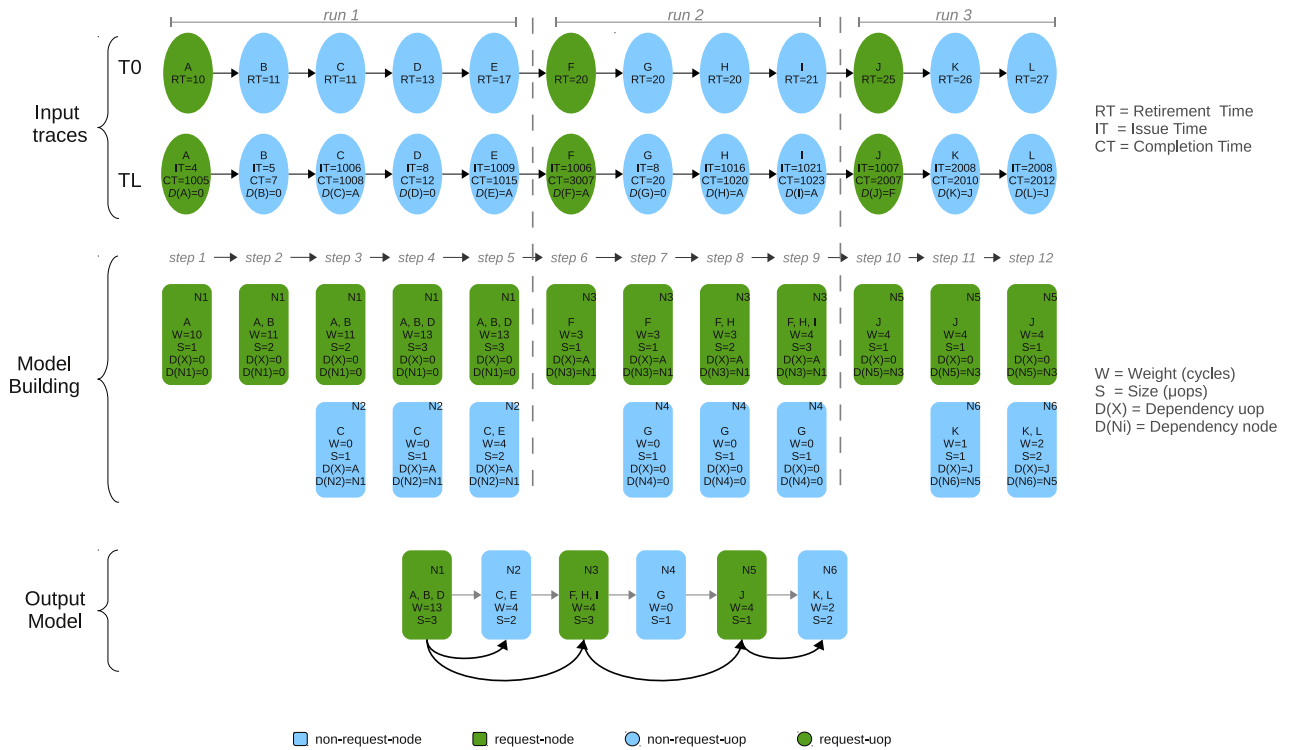 run 1
run 2
run 3
Input
traces
T0
A
RT=10
B
RT=11
C
RT=11
D
RT=13
E
RT=17
F
RT=20
G
RT=20
H
RT=20
I
RT=21
J
RT=25
K
RT=26
L
RT=27
TL
A
IT=4
CT=1005
D(A)=0
B
IT=5
CT=7
D(B)=0
C
IT=1006
CT=1008
D(C)=A
D
IT=8
CT=12
D(D)=0
E
IT=1009
CT=1015
D(E)=A
F
IT=1006
CT=3007
D(F)=A
G
IT=8
CT=20
D(G)=0
H
IT=1016
CT=1020
D(H)=A
I
IT=1021
CT=1023
D(I)=A
J
IT=1007
CT=2007
D(J)=F
K
IT=2008
CT=2010
D(K)=J
L
IT=2008
CT=2012
D(L)=J
RT = Retirement Time
IT = Issue Time
CT = Completion Time
Model
Building
step 1
step 2
step 3
step 4
step 5
step 6
step 7
step 8
step 9
step 10
step 11
step 12
N1
A
W=10
S=1
D(X)=0
D(N1)=0
N1
A, B
W=11
S=2
D(X)=0
D(N1)=0
N1
A, B
W=11
S=2
D(X)=0
D(N1)=0
N1
A, B, D
W=13
S=3
D(X)=0
D(N1)=0
N1
A, B, D
W=13
S=3
D(X)=0
D(N1)=0
N3
F
W=3
S=1
D(X)=A
D(N3)=N1
N3
F
W=3
S=1
D(X)=A
D(N3)=N1
N3
F, H
W=3
S=2
D(X)=A
D(N3)=N1
N3
F, H, I
W=4
S=3
D(X)=A
D(N3)=N1
N5
J
W=4
S=1
D(X)=0
D(N5)=N3
N5
J
W=4
S=1
D(X)=0
D(N5)=N3
N5
J
W=4
S=1
D(X)=0
D(N5)=N3
N2
C
W=0
S=1
D(X)=A
D(N2)=N1
N2
C
W=0
S=1
D(X)=A
D(N2)=N1
N2
C, E
W=4
S=2
D(X)=A
D(N2)=N1
N4
G
W=0
S=1
D(X)=0
D(N4)=0
N4
G
W=0
S=1
D(X)=0
D(N4)=0
N4
G
W=0
S=1
D(X)=0
D(N4)=0
N6
K
W=1
S=1
D(X)=J
D(N6)=N5
N6
K, L
W=2
S=2
D(X)=J
D(N6)=N5
W = Weight (cycles)
S = Size (μops)
D(X) = Dependency uop
D(Ni) = Dependency node
Output
Model
N1
A, B, D
W=13
S=3
N2
C, E
W=4
S=2
N3
F, H, I
W=4
S=3
N4
G
W=0
S=1
N5
J
W=4
S=1
N6
K, L
W=2
S=2
non-request-node
request-node
non-request-uop
request-uop